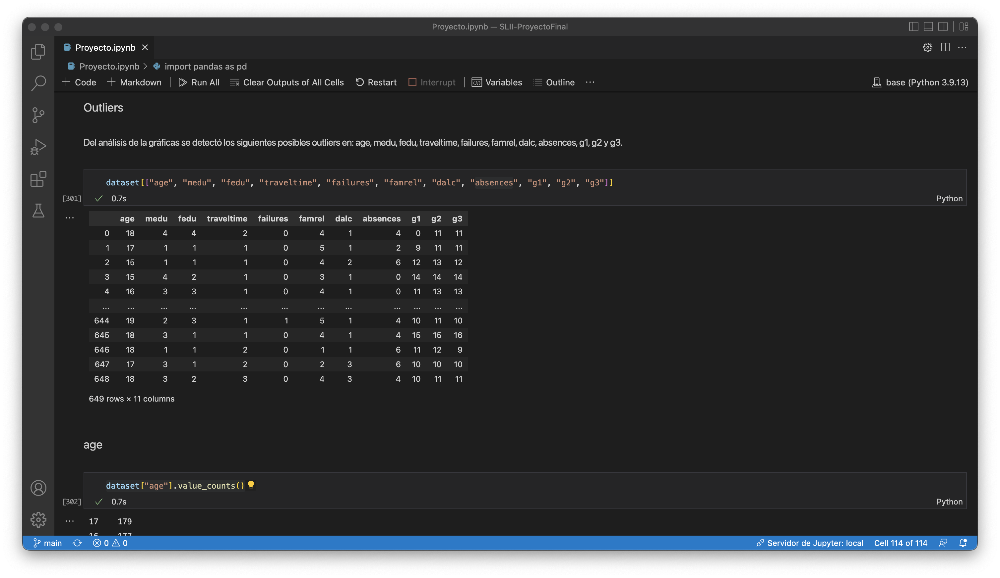 Proyecto.ipynb — SLII-ProyectoFinal
Proyecto.ipynb
Proyecto.ipynb > import pandas as pd
+ Code + Markdown Run All Clear Outputs of All Cells Restart Interrupt Variables Outline ... base (Python 3.9.13)
Outliers
Del análisis de la gráficas se detectó los siguientes posibles outliers en: age, medu, fedu, traveltime, failures, famrel, dalc, absences, g1, g2 y g3.
dataset[["age", "medu", "fedu", "traveltime", "failures", "famrel", "dalc", "absences", "g1", "g2", "g3"]]
[301] 0.7s Python
age medu fedu traveltime failures famrel dalc absences g1 g2 g3
0 18 4 4 2 0 4 1 4 0 11 11
1 17 1 1 1 0 5 1 2 9 11 11
2 15 1 1 1 0 4 2 6 12 13 12
3 15 4 2 1 0 3 1 0 14 14 14
4 16 3 3 1 0 4 1 0 11 13 13
... ... ... ... ... ... ... ... ... ... ... ...
644 19 2 3 1 1 5 1 4 10 11 10
645 18 3 1 1 0 4 1 4 15 15 16
646 18 1 1 2 0 1 1 6 11 12 9
647 17 3 1 2 0 2 3 6 10 10 10
648 18 3 2 3 0 4 3 4 10 11 11
649 rows × 11 columns
age
dataset["age"].value_counts()
[302] 0.7s Python
17 179
16 177
main 0 0 Servidor de Jupyter: local Cell 114 of 114